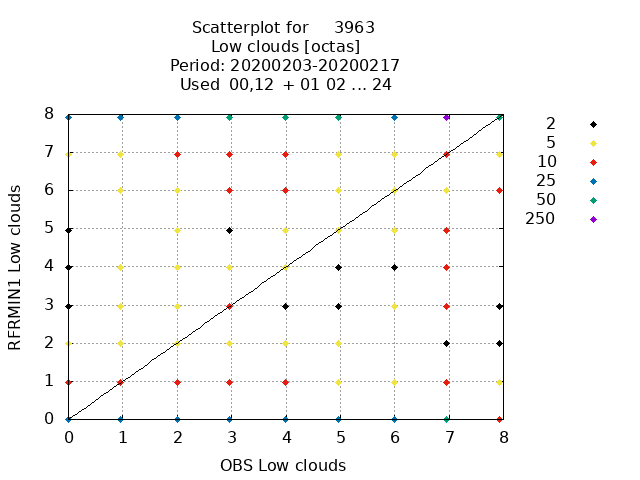 Scatterplot for 3963
Low clouds [octas]
Period: 20200203-20200217
Used 00,12 + 01 02 ... 24
RFRMIN1 Low clouds
8
7
6
5
4
3
2
1
0
0 1 2 3 4 5 6 7 8
OBS Low clouds
2
5
10
25
50
250